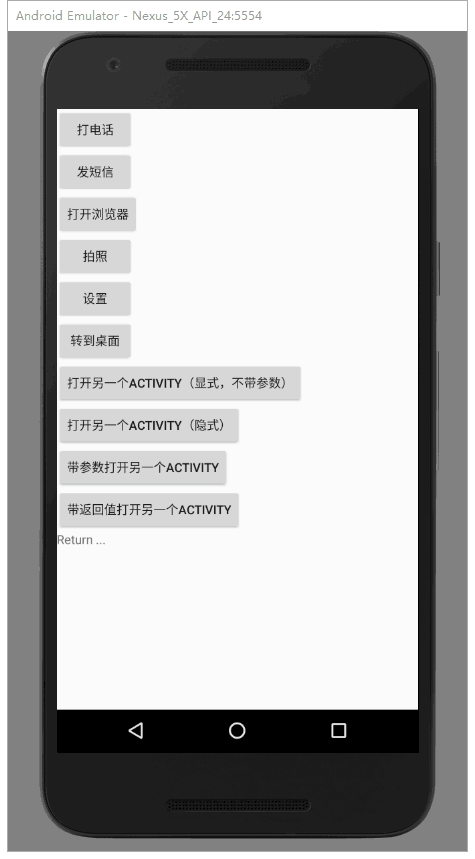 Android Emulator - Nexus_5X_API_24:5554
打电话
发短信
打开浏览器
拍照
设置
转到桌面
打开另一个ACTIVITY（显式，不带参数）
打开另一个ACTIVITY（隐式）
带参数打开另一个ACTIVITY
带返回值打开另一个ACTIVITY
Return ...